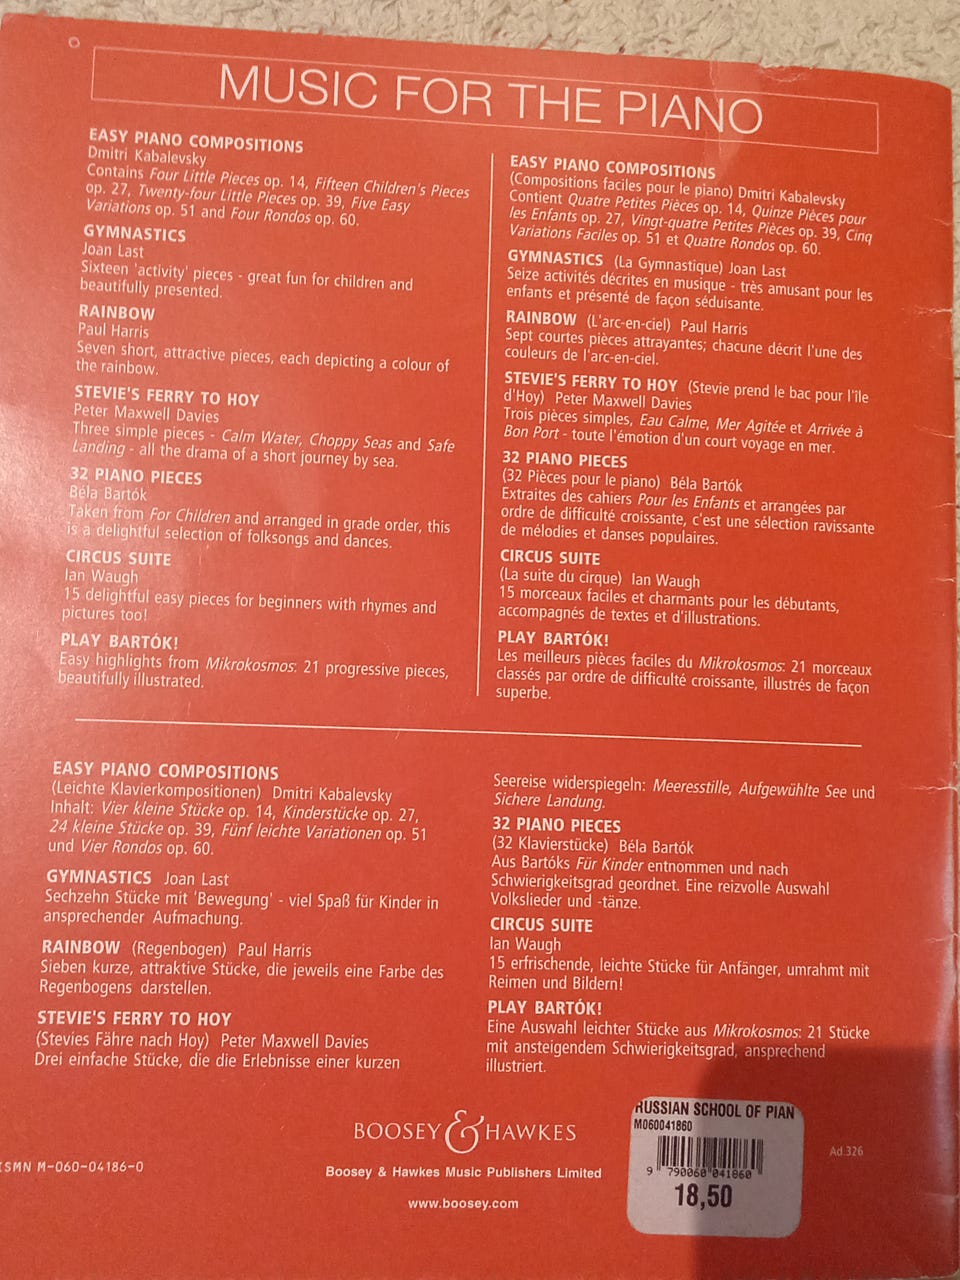 MUSIC FOR THE PIANO
EASY PIANO COMPOSITIONS
Dmitri Kabalevsky
Contains Four Little Pieces op. 14, Fifteen Children's Pieces
op. 27, Twenty-four Little Pieces op. 39, Five Easy
Variations op. 51 and Four Rondos op. 60.
GYMNASTICS
Joan Last
Sixteen 'activity' pieces - great fun for children and
beautifully presented.
RAINBOW
Paul Harris
Seven short, attractive pieces, each depicting a colour of
the rainbow.
STEVIE'S FERRY TO HOY
Peter Maxwell Davies
Three simple pieces - Calm Water, Choppy Seas and Safe
Landing - all the drama of a short journey by sea.
32 PIANO PIECES
Béla Bartók
Taken from For Children and arranged in grade order, this
is a delightful selection of folksongs and dances.
CIRCUS SUITE
Ian Waugh
15 delightful easy pieces for beginners with rhymes and
pictures too!
PLAY BARTÓK!
Easy highlights from Mikrokosmos: 21 progressive pieces,
beautifully illustrated.
EASY PIANO COMPOSITIONS
(Compositions faciles pour le piano) Dmitri Kabalevsky
Contient Quatre Petites Pièces op. 14, Quinze Pièces pour
les Enfants op. 27, Vingt-quatre Petites Pièces op. 39, Cinq
Variations Faciles op. 51 et Quatre Rondos op. 60.
GYMNASTICS (La Gymnastique) Joan Last
Seize activités décrites en musique - très amusant pour les
enfants et présenté de façon séduisante.
RAINBOW (L'arc-en-ciel) Paul Harris
Sept courtes pièces attrayantes; chacune décrit l'une des
couleurs de l'arc-en-ciel.
STEVIE'S FERRY TO HOY (Stevie prend le bac pour l'île
d'Hoy) Peter Maxwell Davies
Trois pièces simples, Eau Calme, Mer Agitée et Arrivée à
Bon Port - toute l'émotion d'un court voyage en mer.
32 PIANO PIECES
(32 Pièces pour le piano) Béla Bartók
Extraites des cahiers Pour les Enfants et arrangées par
ordre de difficulté croissante, c'est une sélection ravissante
de mélodies et danses populaires.
CIRCUS SUITE
(La suite du cirque) Ian Waugh
15 morceaux faciles et charmants pour les débutants,
accompagnés de textes et d'illustrations.
PLAY BARTÓK!
Les meilleurs pièces faciles du Mikrokosmos: 21 morceaux
classés par ordre de difficulté croissante, illustrés de façon
superbe.
EASY PIANO COMPOSITIONS
(Leichte Klavierkompositionen) Dmitri Kabalevsky
Inhalt: Vier kleine Stücke op. 14, Kinderstücke op. 27,
24 kleine Stücke op. 39, Fünf leichte Variationen op. 51
und Vier Rondos op. 60.
GYMNASTICS Joan Last
Sechzehn Stücke mit 'Bewegung' - viel Spaß für Kinder in
ansprechender Aufmachung.
RAINBOW (Regenbogen) Paul Harris
Sieben kurze, attraktive Stücke, die jeweils eine Farbe des
Regenbogens darstellen.
STEVIE'S FERRY TO HOY
(Stevies Fähre nach Hoy) Peter Maxwell Davies
Drei einfache Stücke, die die Erlebnisse einer kurzen
Seereise widerspiegeln: Meeresstille, Aufgewühlte See und
Sichere Landung.
32 PIANO PIECES
(32 Klavierstücke) Béla Bartók
Aus Bartóks Für Kinder entnommen und nach
Schwierigkeitsgrad geordnet. Eine reizvolle Auswahl
Volkslieder und -tänze.
CIRCUS SUITE
Ian Waugh
15 erfrischende, leichte Stücke für Anfänger, umrahmt mit
Reimen und Bildern!
PLAY BARTÓK!
Eine Auswahl leichter Stücke aus Mikrokosmos: 21 Stücke
mit ansteigendem Schwierigkeitsgrad, ansprechend
illustriert.
BOOSEY & HAWKES
Boosey & Hawkes Music Publishers Limited
www.boosey.com
ISMN M-060-04186-0
RUSSIAN SCHOOL OF PIAN
M060041860
9 790060 041860
18,50
Ad.326